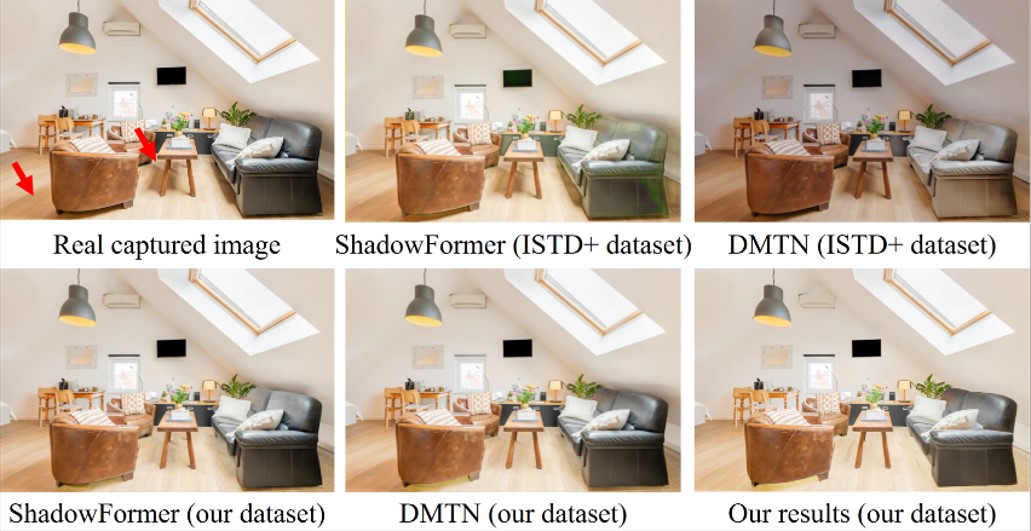 Real captured image
ShadowFormer (ISTD+ dataset)
DMTN (ISTD+ dataset)
ShadowFormer (our dataset)
DMTN (our dataset)
Our results (our dataset)